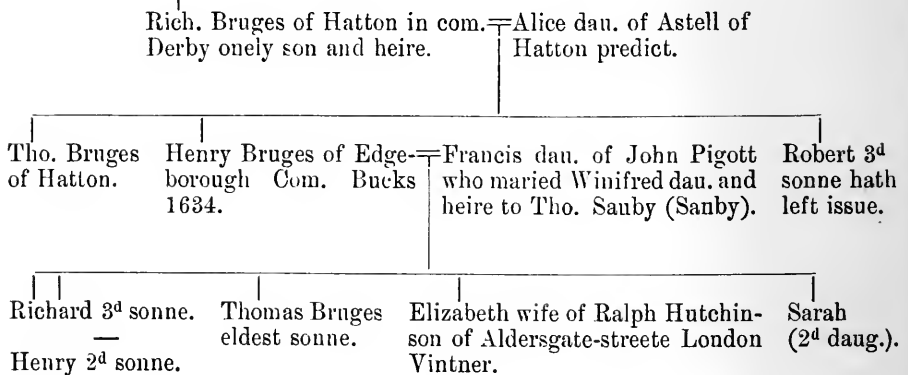 Rich. Bruges of Hatton in com.
Derby onely son and heire.
Alice dau. of Astell of
Hatton predict.
Tho. Bruges
of Hatton.
Henry Bruges of Edge-
borough Com. Bucks
1634.
Francis dau. of John Pigott
who maried Winifred dau. and
heire to Tho. Sauby (Sanby).
Robert 3d
sonne hath
left issue.
Richard 3d sonne.
—
Henry 2d sonne.
Thomas Bruges
eldest sonne.
Elizabeth wife of Ralph Hutchin-
son of Aldersgate-streete London
Vintner.
Sarah
(2d daug.).